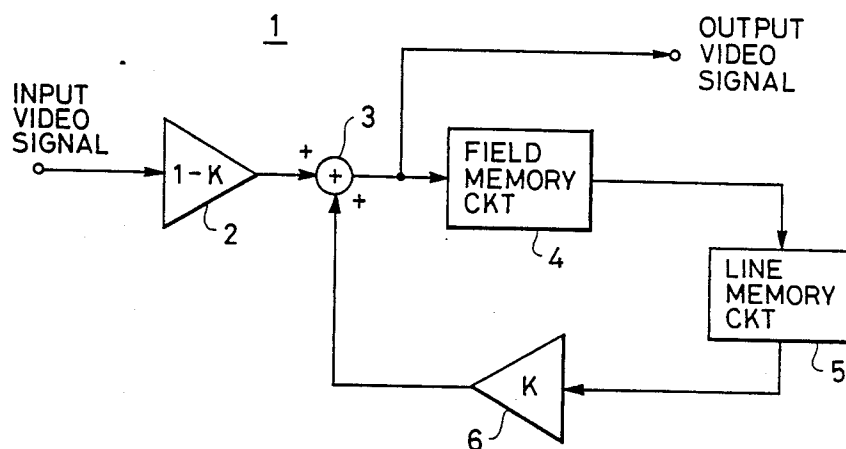 1
OUTPUT
VIDEO
SIGNAL
INPUT
VIDEO
SIGNAL
1-K
2
+
3
+
+
FIELD
MEMORY
CKT
4
LINE
MEMORY
CKT
5
K
6